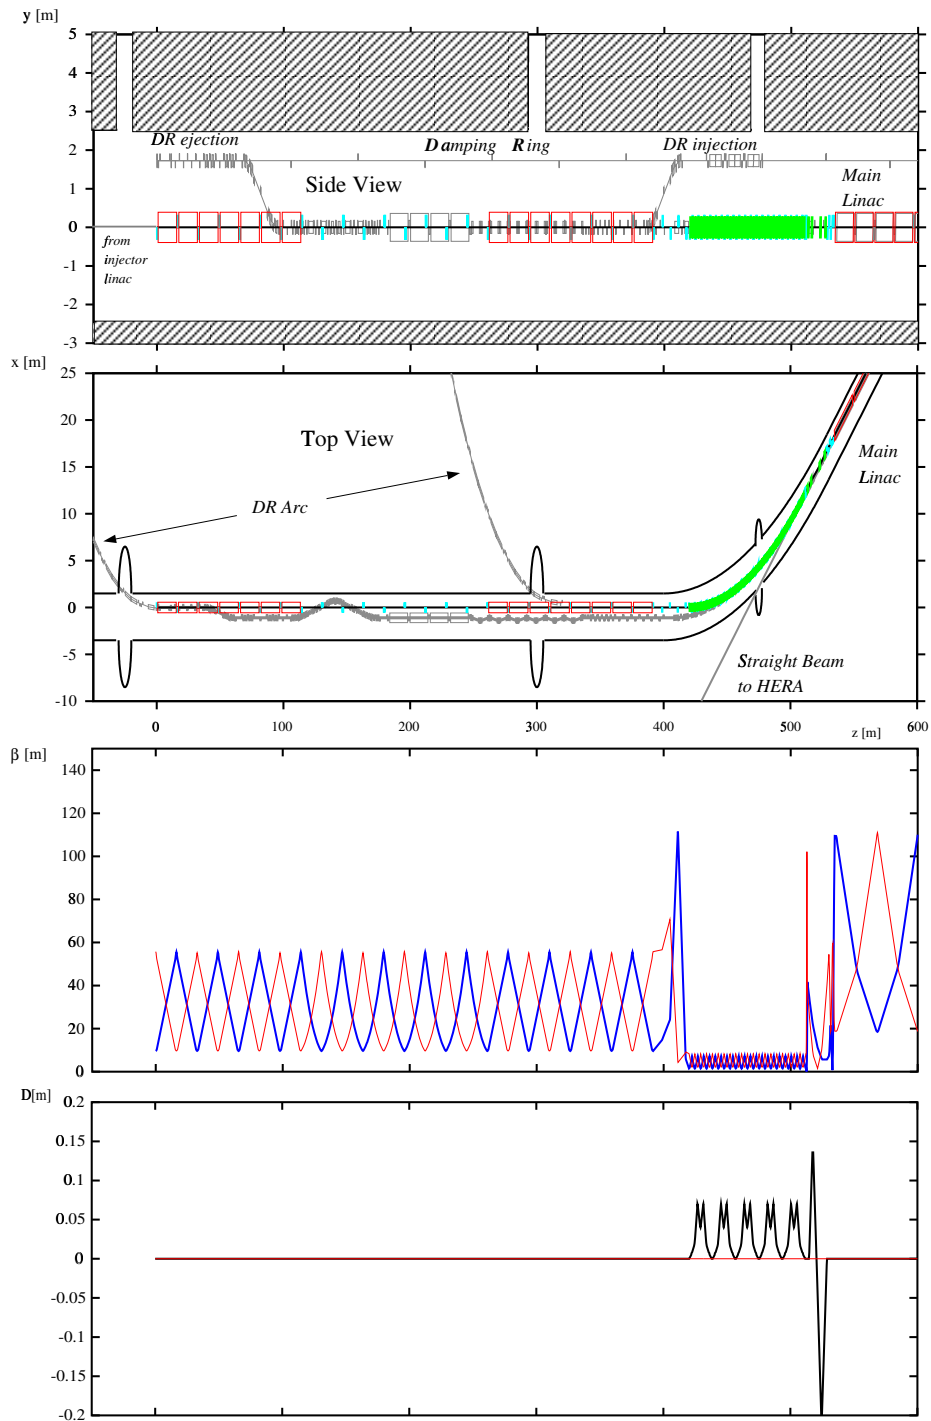 y [m]
5
4
3
2
1
0
-1
-2
-3
DR ejection
Damping Ring
DR injection
Side View
Main
Linac
from
injector
linac
x [m]
25
20
15
10
5
0
-5
-10
Top View
DR Arc
Main
Linac
Straight Beam
to HERA
0 100 200 300 400 500 600
z [m]
β [m]
140
120
100
80
60
40
20
0
D[m]
0.2
0.15
0.1
0.05
0
-0.05
-0.1
-0.15
-0.2